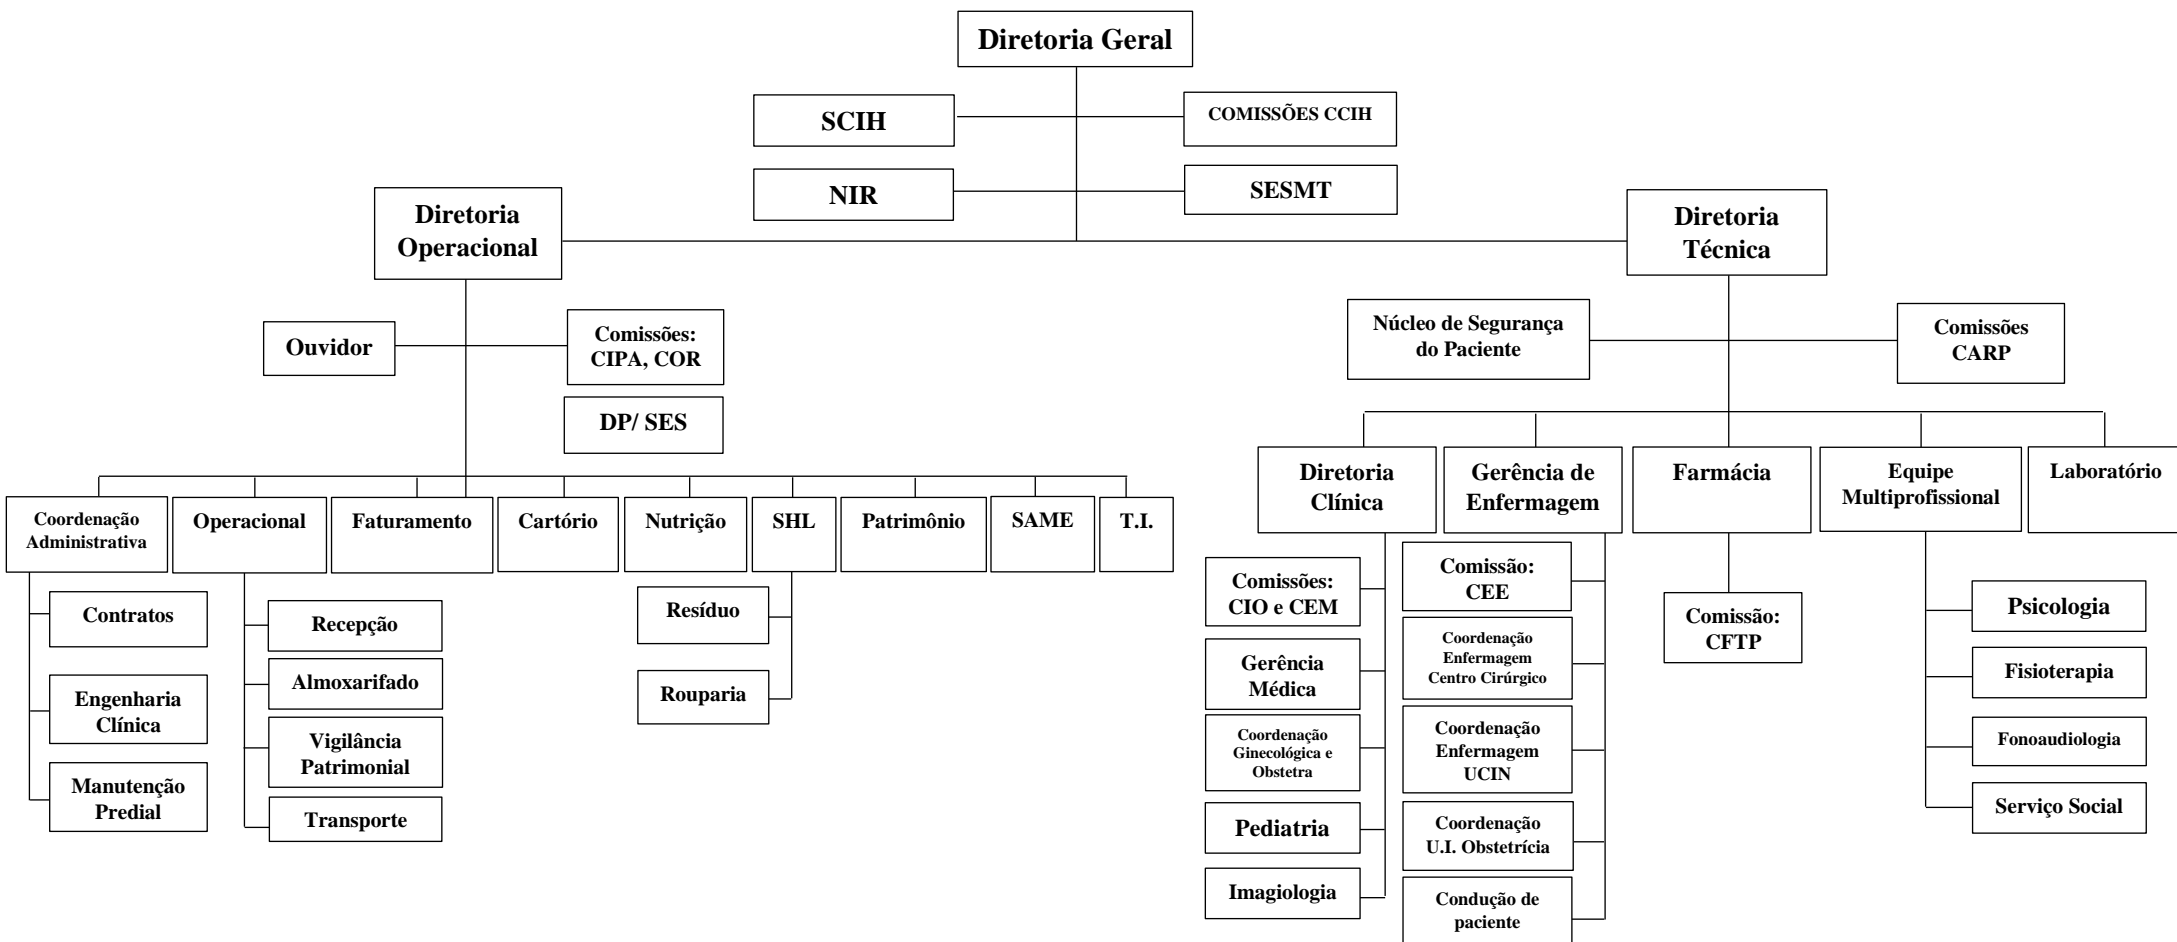 Diretoria Geral
SCIH
COMISSÕES CCIH
NIR
SESMT
Diretoria
Operacional
Diretoria
Técnica
Ouvidor
Comissões:
CIPA, COR
DP/ SES
Núcleo de Segurança
do Paciente
Comissões
CARP
Coordenação
Administrativa
Operacional
Faturamento
Cartório
Nutrição
SHL
Patrimônio
SAME
T.I.
Contratos
Engenharia
Clínica
Manutenção
Predial
Recepção
Almoxarifado
Vigilância
Patrimonial
Transporte
Resíduo
Rouparia
Diretoria
Clínica
Gerência de
Enfermagem
Farmácia
Equipe
Multiprofissional
Laboratório
Comissões:
CIO e CEM
Gerência
Médica
Coordenação
Ginecológica e
Obstetra
Pediatria
Imagiologia
Comissão:
CEE
Coordenação
Enfermagem
Centro Cirúrgico
Coordenação
Enfermagem
UCIN
Coordenação
U.I. Obstetrícia
Condução de
paciente
Comissão:
CFTP
Psicologia
Fisioterapia
Fonoaudiologia
Serviço Social